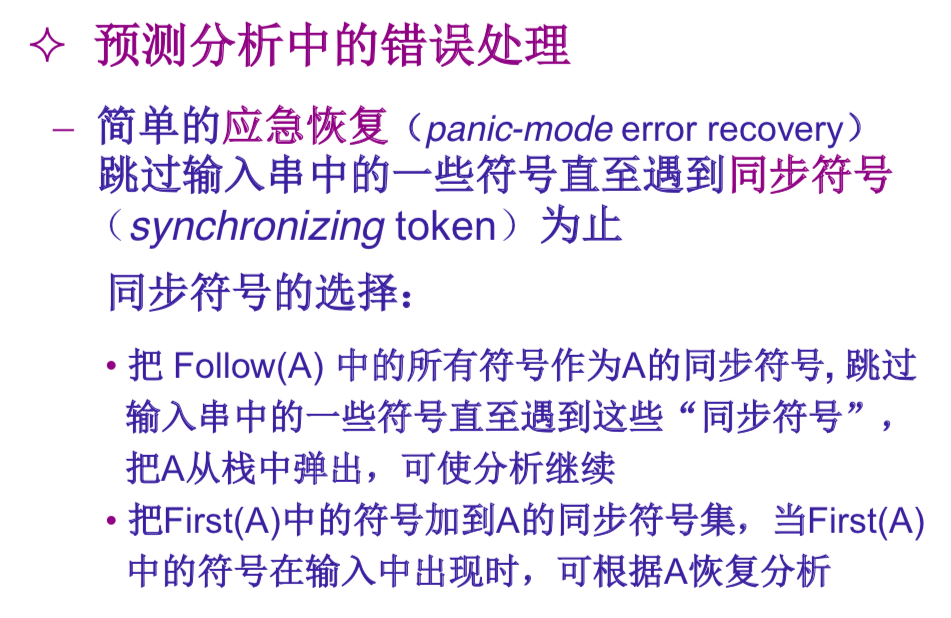 ✧ 预测分析中的错误处理
– 简单的应急恢复（panic-mode error recovery）
跳过输入串中的一些符号直至遇到同步符号
（synchronizing token）为止
同步符号的选择：
• 把 Follow(A) 中的所有符号作为A的同步符号, 跳过
输入串中的一些符号直至遇到这些“同步符号”，
把A从栈中弹出，可使分析继续
• 把First(A)中的符号加到A的同步符号集，当First(A)
中的符号在输入中出现时，可根据A恢复分析